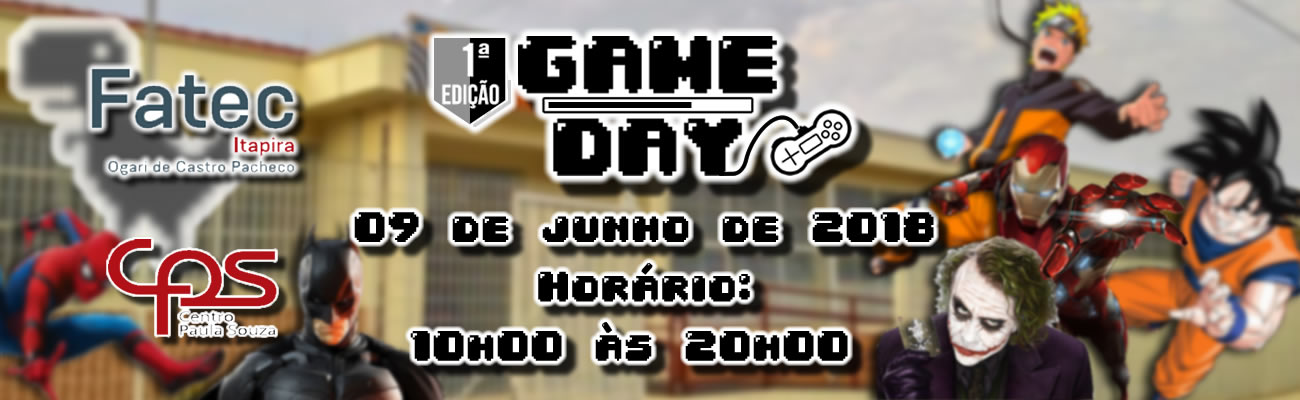 Fatec
Itapira
Ogari de Castro Pacheco
CPS
Centro
Paula Souza
1ª
EDIÇÃO
GAME
DAY
09 DE JUNHO DE 2018
HORÁRIO:
10H00 ÀS 20H00